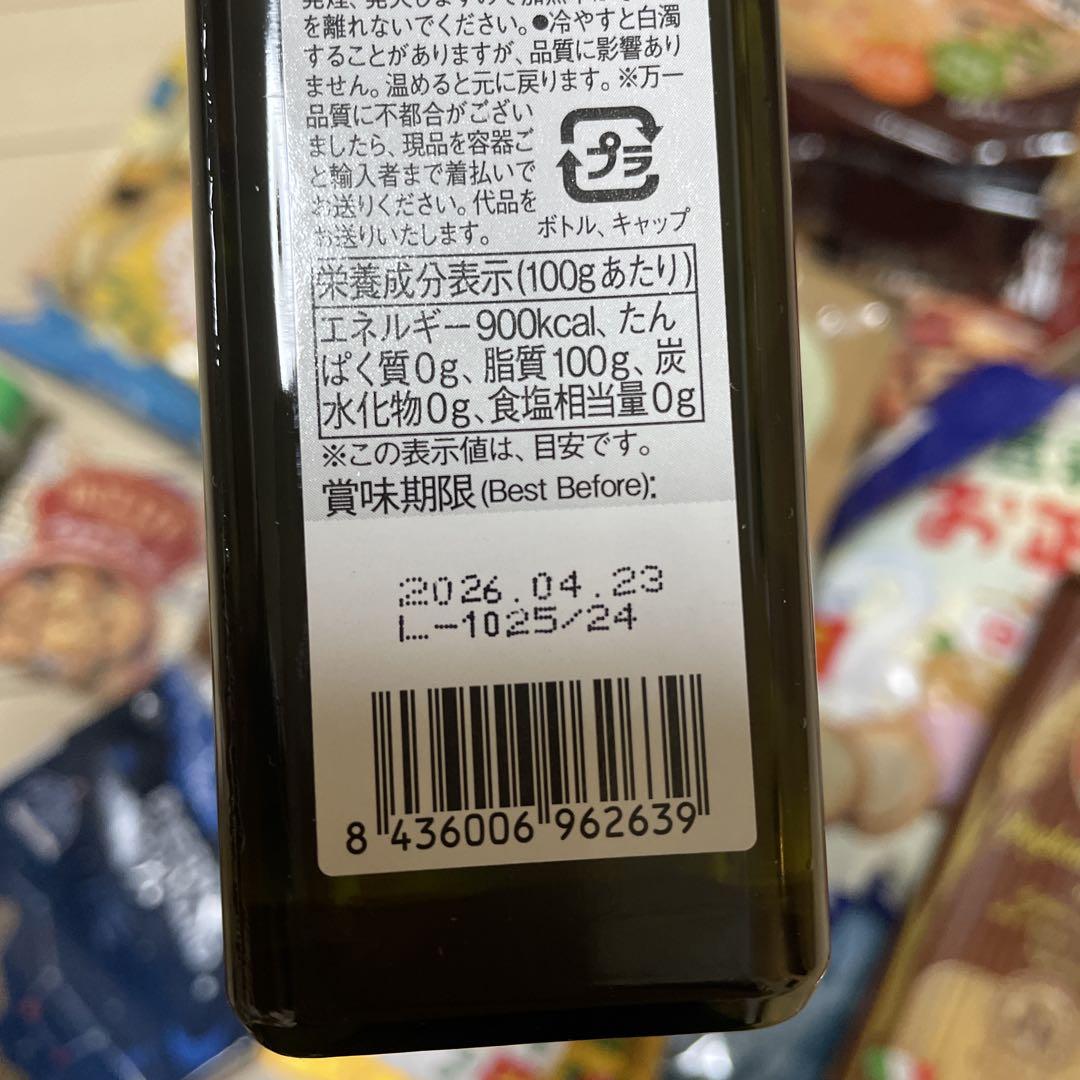 を離れないでください。●冷やすと白濁
することがありますが、品質に影響あり
ません。温めると元に戻ります。※万一
品質に不都合がござい
ましたら、現品を容器ご
と輸入者まで着払いで
お送りください。代品を
お送りいたします。
プラ
ボトル、キャップ
栄養成分表示(100gあたり)
エネルギー900kcal、たん
ぱく質0g、脂質100g、炭
水化物0g、食塩相当量0g
※この表示値は、目安です。
賞味期限(Best Before):
2026.04.23
L-1025/24
8 436006 962639